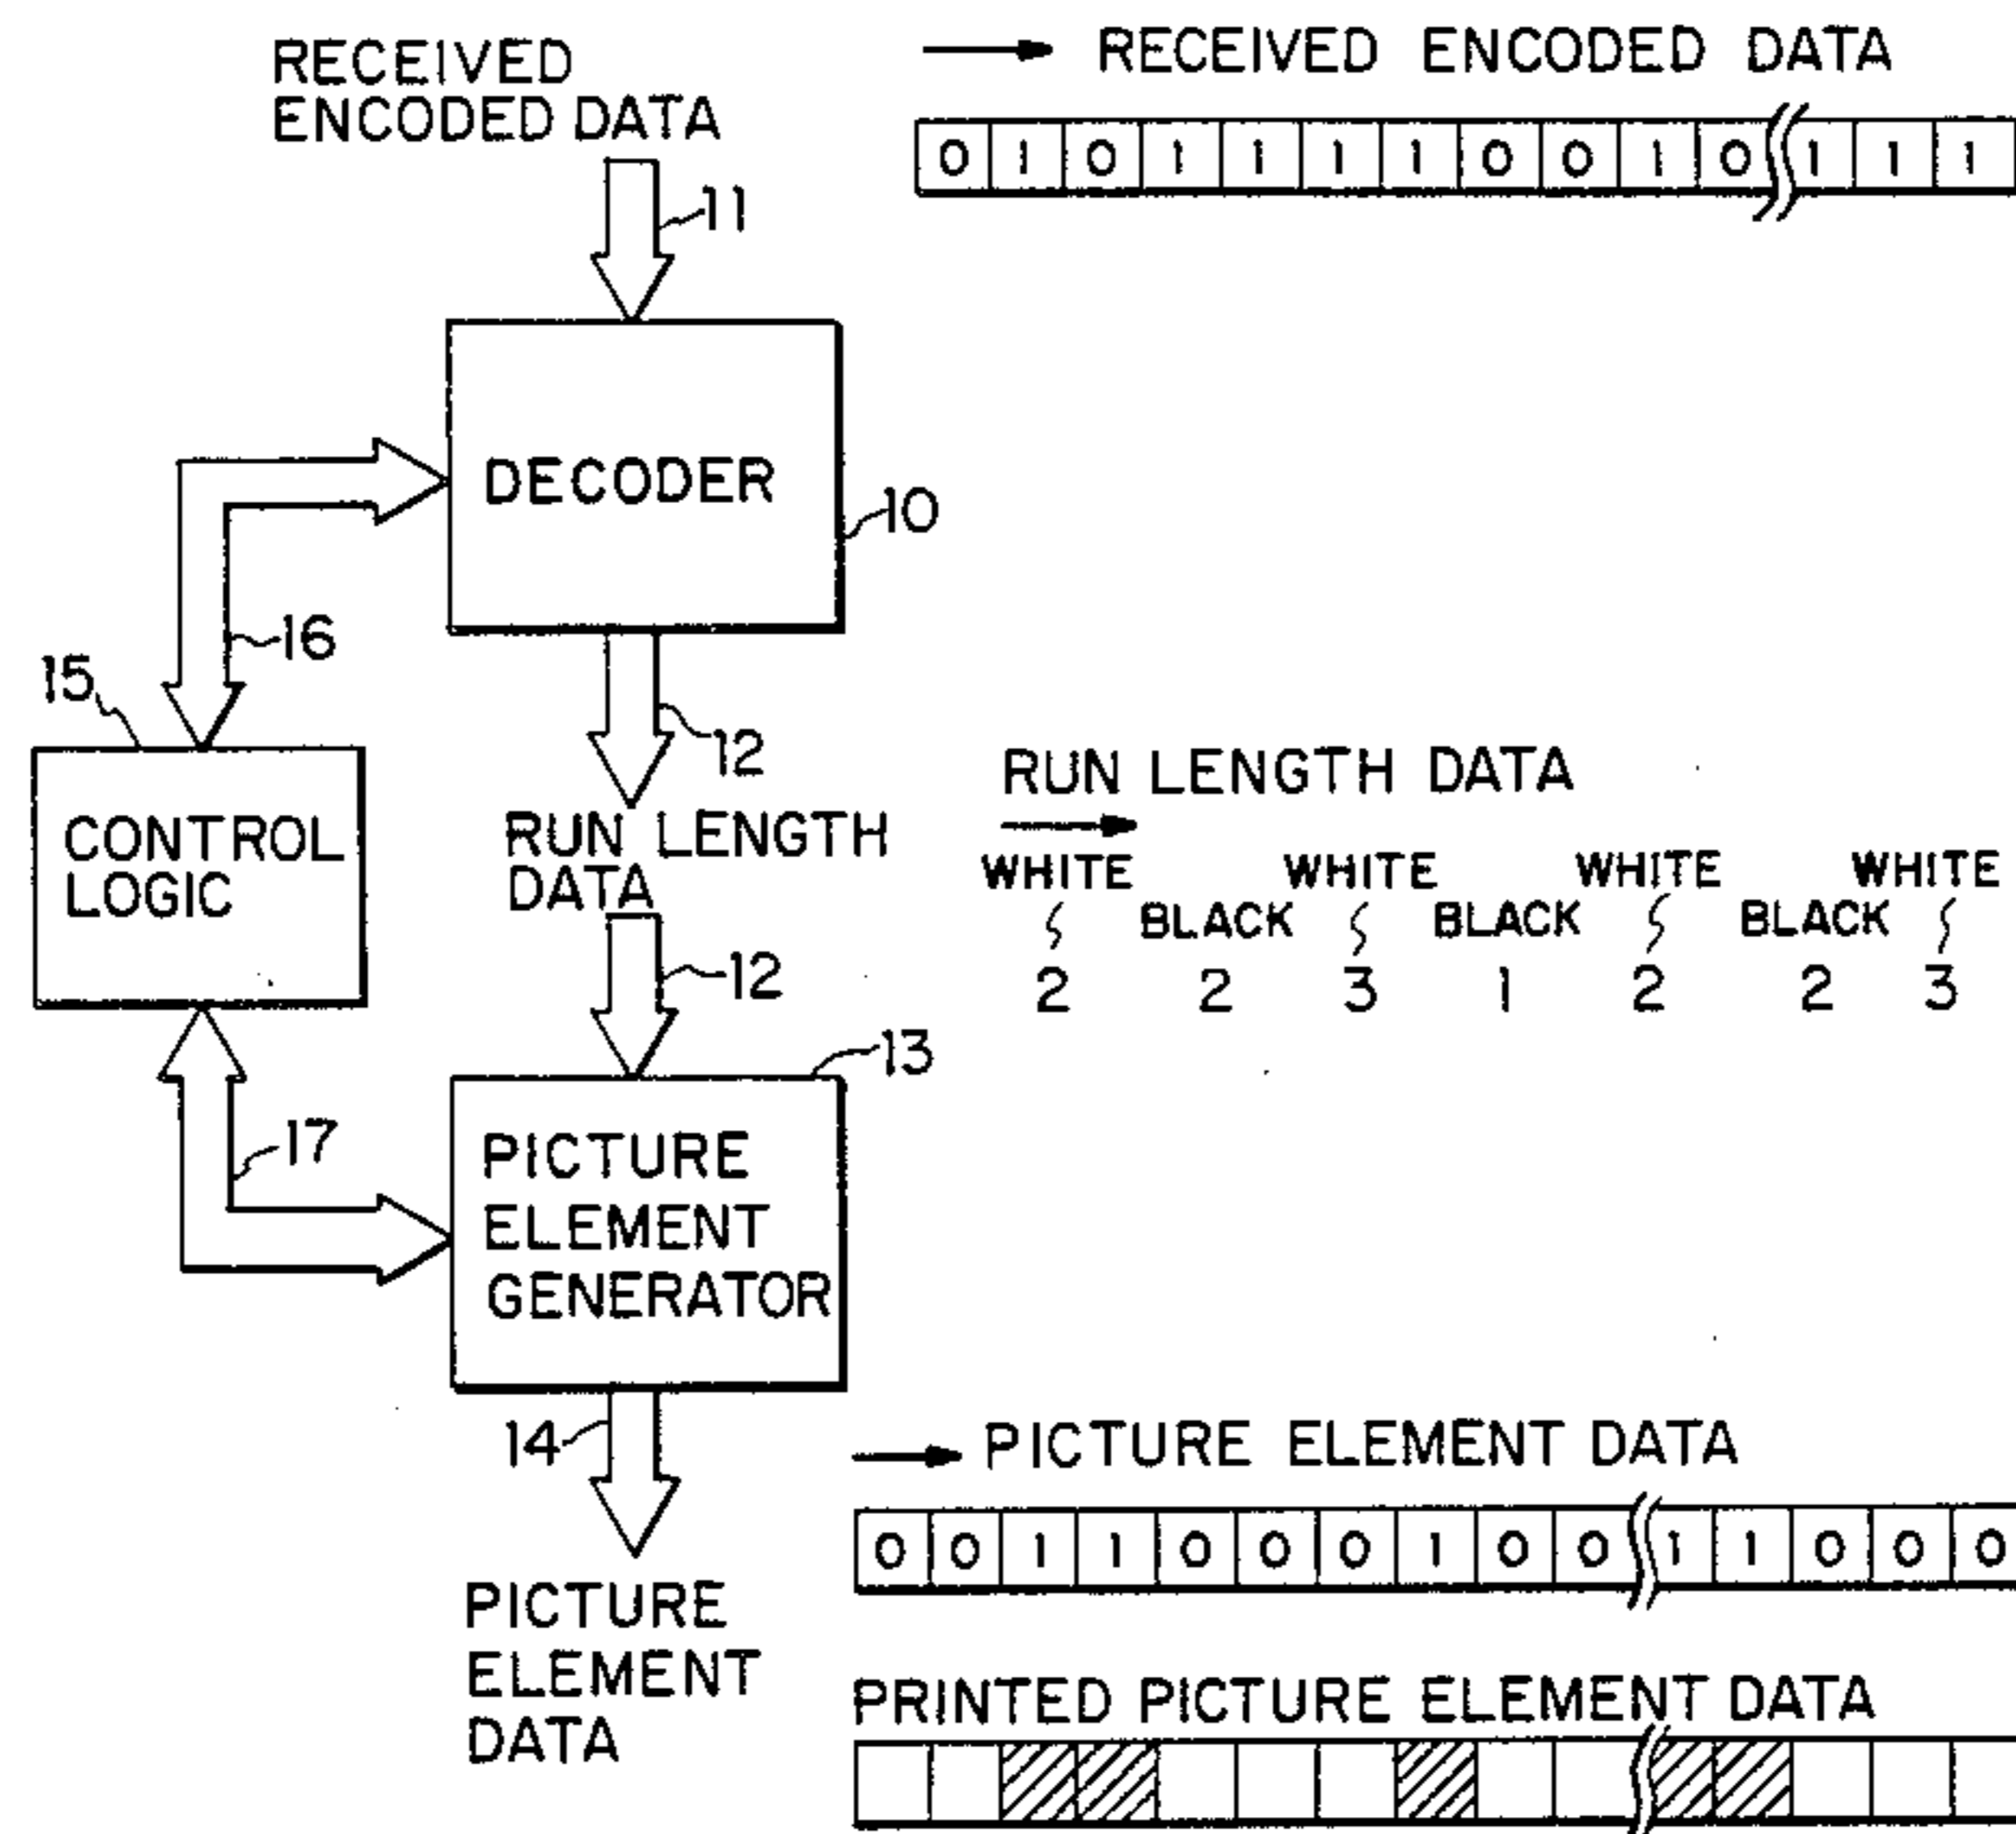 RECEIVED
ENCODED DATA
11
RECEIVED ENCODED DATA
0 1 0 1 1 1 1 0 0 1 0 1 1 1
DECODER
10
16
15
12
CONTROL
LOGIC
RUN LENGTH
DATA
12
RUN LENGTH DATA
WHITE WHITE WHITE WHITE
BLACK BLACK BLACK
2 2 3 1 2 2 3
13
17
PICTURE
ELEMENT
GENERATOR
14
PICTURE
ELEMENT
DATA
PICTURE ELEMENT DATA
0 0 1 1 0 0 0 1 0 0 1 1 0 0 0
PRINTED PICTURE ELEMENT DATA